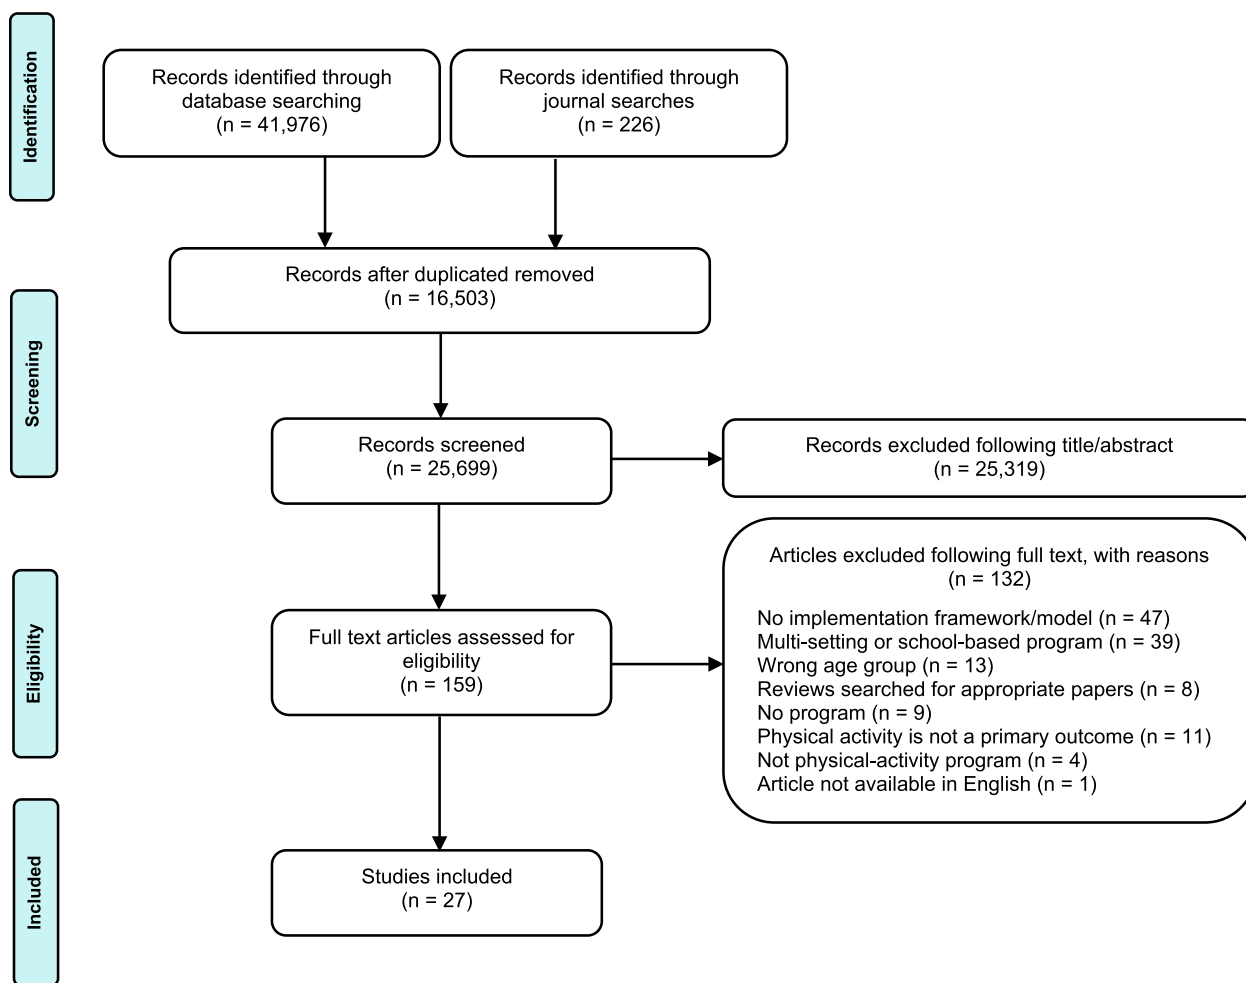 Identification
Records identified through
database searching
(n = 41,976)
Records identified through
journal searches
(n = 226)
Records after duplicated removed
(n = 16,503)
Screening
Records screened
(n = 25,699)
Records excluded following title/abstract
(n = 25,319)
Eligibility
Full text articles assessed for
eligibility
(n = 159)
Articles excluded following full text, with reasons
(n = 132)
No implementation framework/model (n = 47)
Multi-setting or school-based program (n = 39)
Wrong age group (n = 13)
Reviews searched for appropriate papers (n = 8)
No program (n = 9)
Physical activity is not a primary outcome (n = 11)
Not physical-activity program (n = 4)
Article not available in English (n = 1)
Included
Studies included
(n = 27)